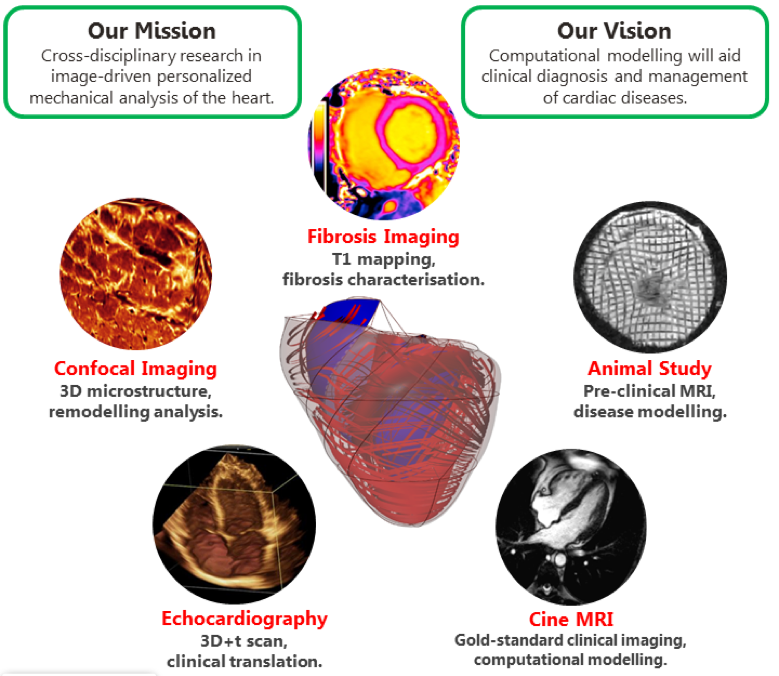 Our Mission
Cross-disciplinary research in
image-driven personalized
mechanical analysis of the heart.
Our Vision
Computational modelling will aid
clinical diagnosis and management
of cardiac diseases.
Fibrosis Imaging
T1 mapping,
fibrosis characterisation.
Confocal Imaging
3D microstructure,
remodelling analysis.
Animal Study
Pre-clinical MRI,
disease modelling.
Echocardiography
3D+t scan,
clinical translation.
Cine MRI
Gold-standard clinical imaging,
computational modelling.